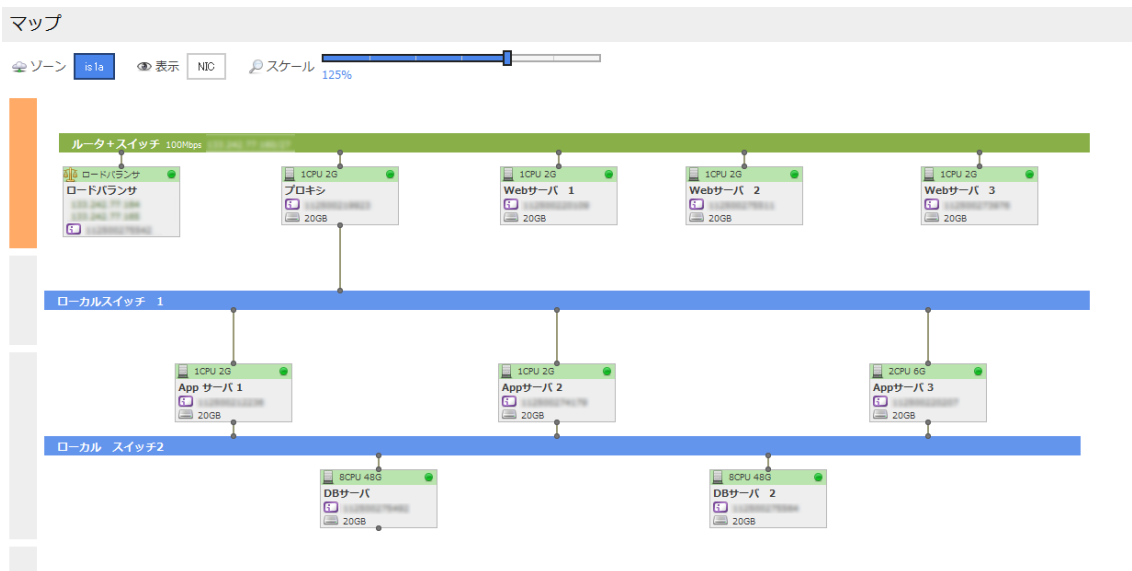 マップ
ゾーン is1a 表示 NIC スケール 125%
ルータ+スイッチ 100Mbps
ロードバランサ
ロードバランサ
1CPU 2G
プロキシ
20GB
1CPU 2G
Webサーバ 1
20GB
1CPU 2G
Webサーバ 2
20GB
1CPU 2G
Webサーバ 3
20GB
ローカルスイッチ 1
1CPU 2G
App サーバ 1
20GB
1CPU 2G
Appサーバ 2
20GB
2CPU 6G
Appサーバ 3
20GB
ローカル スイッチ2
8CPU 48G
DBサーバ
20GB
8CPU 48G
DBサーバ 2
20GB